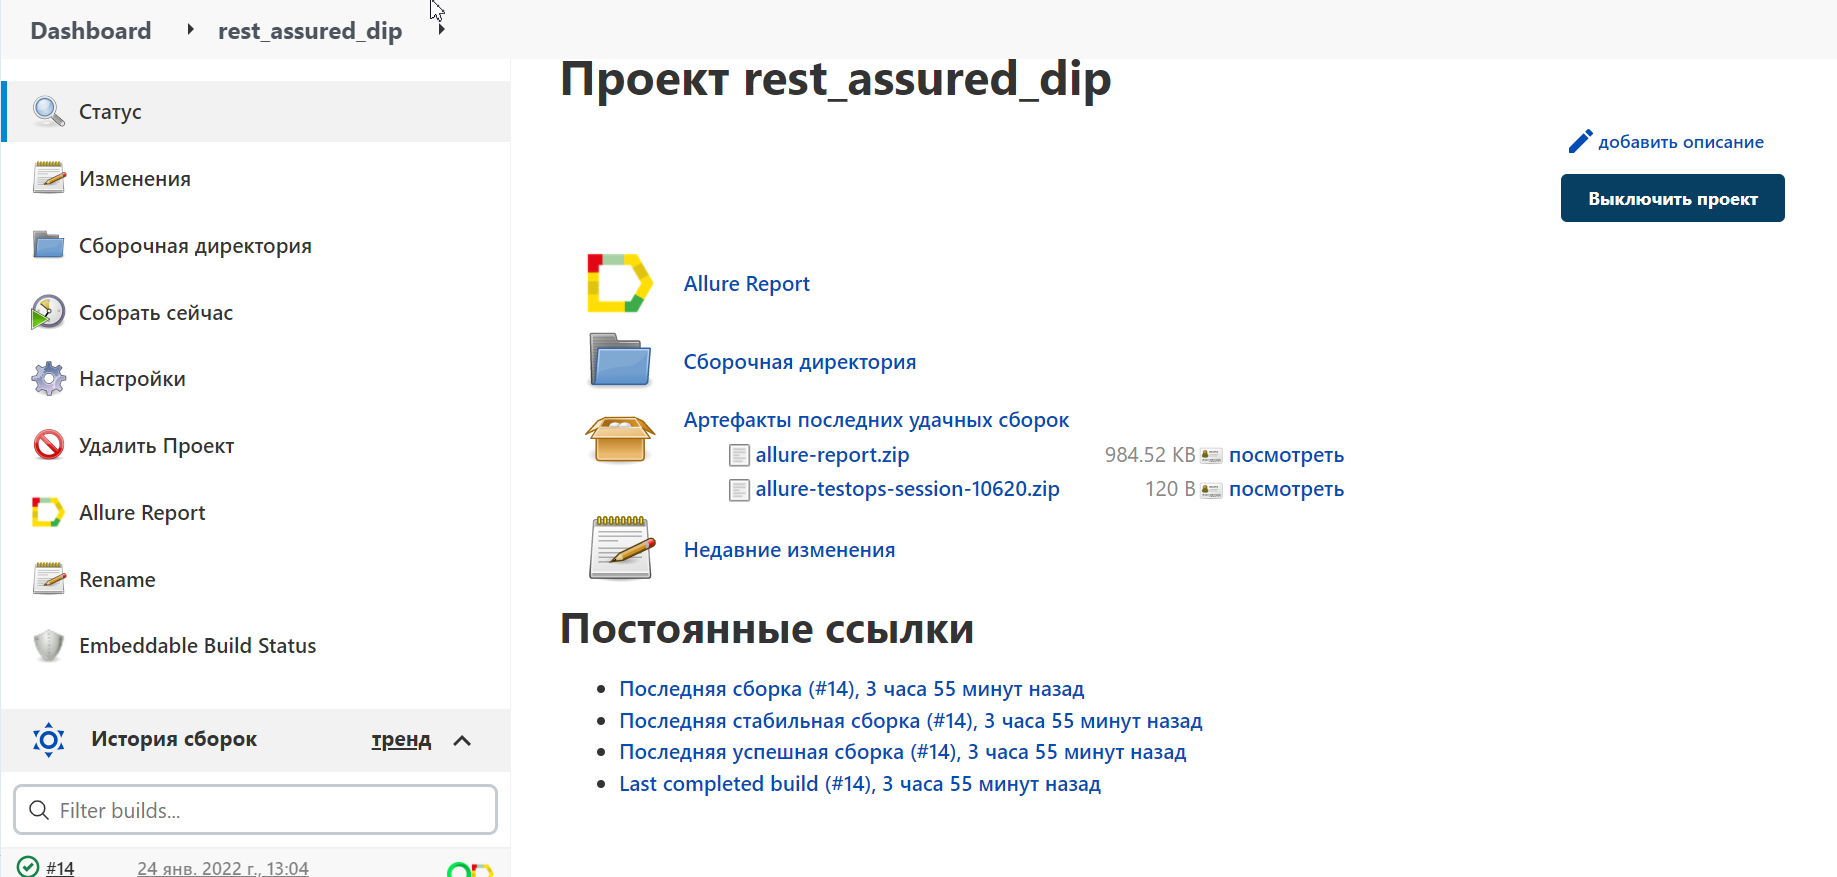 Dashboard rest_assured_dip
Статус
Изменения
Сборочная директория
Собрать сейчас
Настройки
Удалить Проект
Allure Report
Rename
Embeddable Build Status
История сборок тренд
Filter builds...
#14 24 янв. 2022 г., 13:04
Проект rest_assured_dip
добавить описание
Выключить проект
Allure Report
Сборочная директория
Артефакты последних удачных сборок
allure-report.zip 984.52 KB посмотреть
allure-testops-session-10620.zip 120 B посмотреть
Недавние изменения
Постоянные ссылки
Последняя сборка (#14), 3 часа 55 минут назад
Последняя стабильная сборка (#14), 3 часа 55 минут назад
Последняя успешная сборка (#14), 3 часа 55 минут назад
Last completed build (#14), 3 часа 55 минут назад